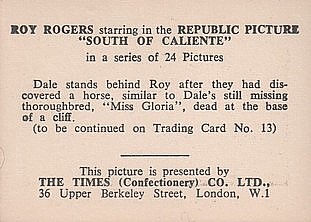 ROY ROGERS starring in the REPUBLIC PICTURE
"SOUTH OF CALIENTE"
in a series of 24 Pictures
Dale stands behind Roy after they had dis-
covered a horse, similar to Dale's still missing
thoroughbred, "Miss Gloria", dead at the base
of a cliff.
(to be continued on Trading Card No. 13)
This picture is presented by
THE TIMES (Confectionery) CO. LTD.,
36 Upper Berkeley Street, London, W.1